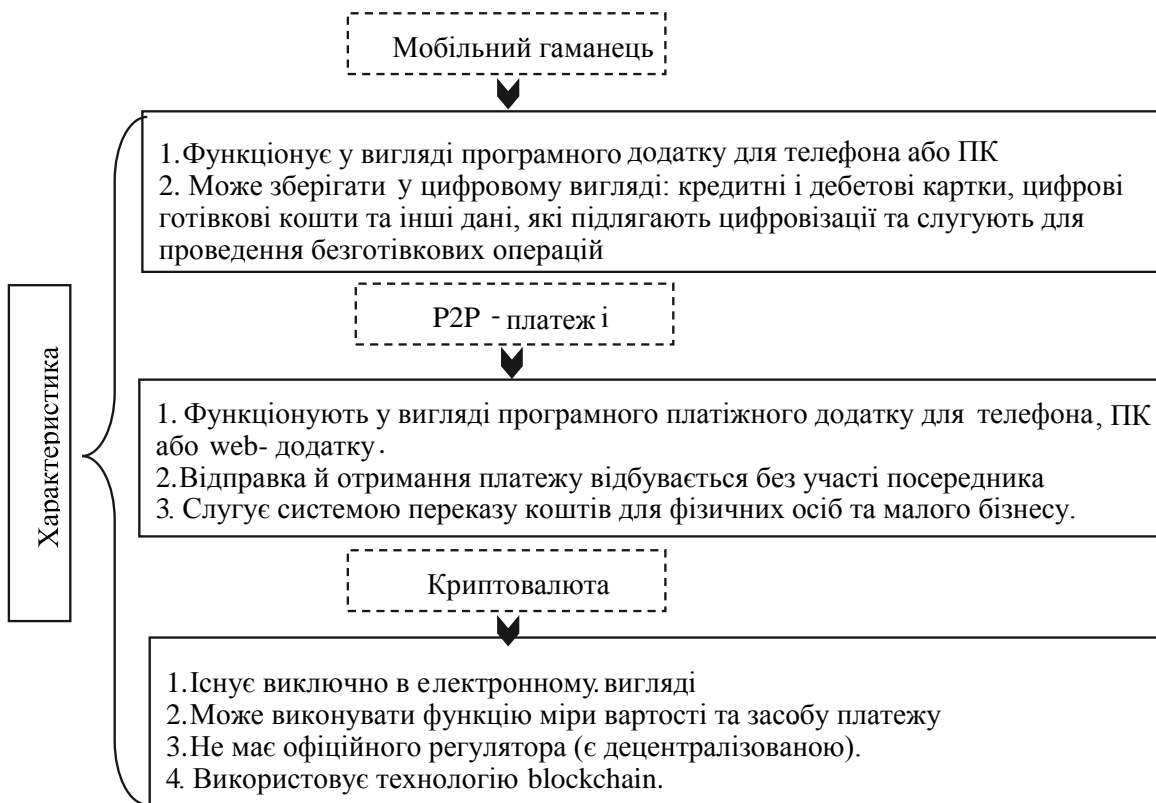 Мобільний гаманець
1.Функціонує у вигляді програмного додатку для телефона або ПК
2. Може зберігати у цифровому вигляді: кредитні і дебетові картки, цифрові
готівкові кошти та інші дані, які підлягають цифровізації та слугують для
проведення безготівкових операцій
P2P - платежі
Характеристика
1. Функціонують у вигляді програмного платіжного додатку для телефона, ПК
або web- додатку.
2.Відправка й отримання платежу відбувається без участі посередника
3. Слугує системою переказу коштів для фізичних осіб та малого бізнесу.
Криптовалюта
1.Існує виключно в електронному.вигляді
2.Може виконувати функцію міри вартості та засобу платежу
3.Не має офіційного регулятора (є децентралізованою).
4. Використовує технологію blockchain.